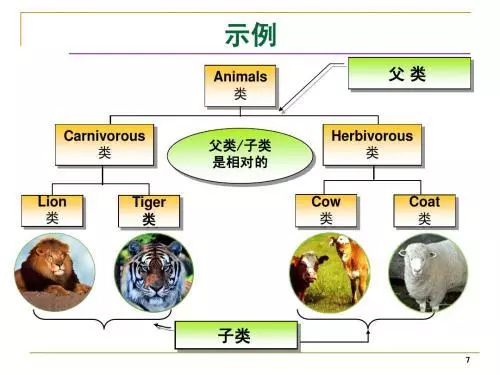 示例
父 类
Animals
类
Carnivorous
类
父类/子类
是相对的
Herbivorous
类
Lion
类
Tiger
类
Cow
类
Coat
类
子类
7